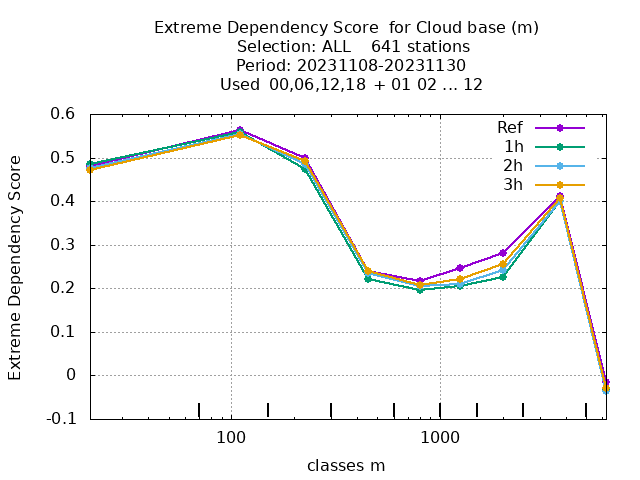 Extreme Dependency Score  for Cloud base (m)
Selection: ALL    641 stations
Period: 20231108-20231130
Used  00,06,12,18  + 01 02 ... 12
Ref
1h
2h
3h
0.6
0.5
0.4
0.3
0.2
0.1
0
-0.1
Extreme Dependency Score
100
1000
classes m